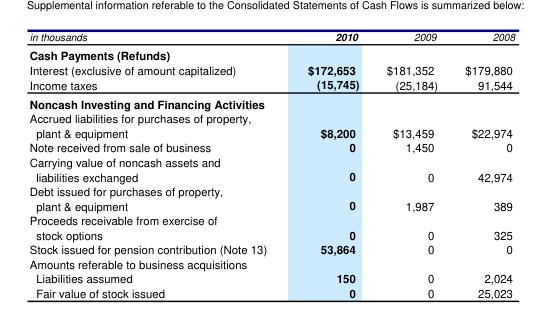 Supplemental information referable to the Consolidated Statements of Cash Flows is summarized below:
in thousands 2010 2009 2008
Cash Payments (Refunds)
Interest (exclusive of amount capitalized) $172,653 $181,352 $179,880
Income taxes (15,745) (25,184) 91,544
Noncash Investing and Financing Activities
Accrued liabilities for purchases of property,
plant & equipment $8,200 $13,459 $22,974
Note received from sale of business 0 1,450 0
Carrying value of noncash assets and
liabilities exchanged 0 0 42,974
Debt issued for purchases of property,
plant & equipment 0 1,987 389
Proceeds receivable from exercise of
stock options 0 0 325
Stock issued for pension contribution (Note 13) 53,864 0 0
Amounts referable to business acquisitions
Liabilities assumed 150 0 2,024
Fair value of stock issued 0 0 25,023